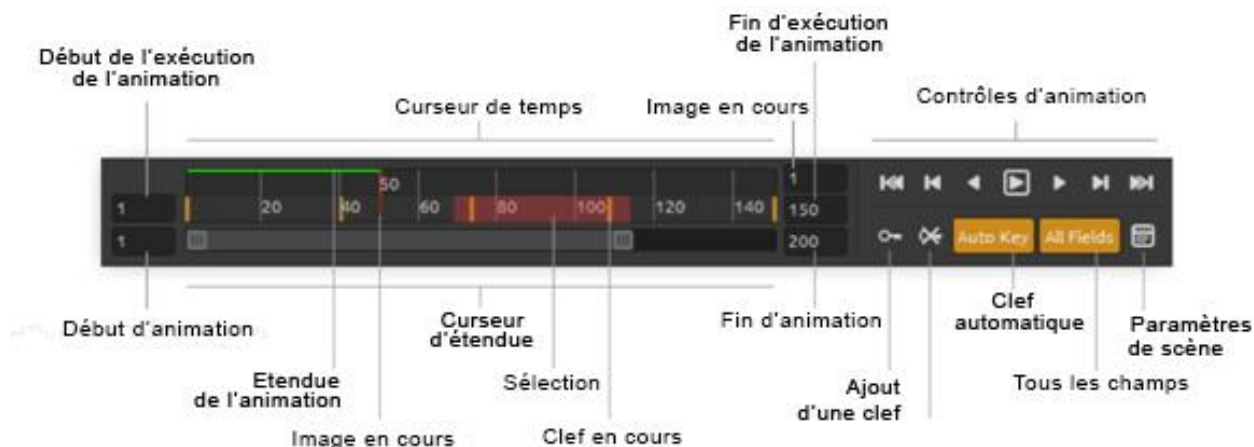 Fin d'exécution
de l'animation
Début de l'exécution
de l'animation
Curseur de temps
Image en cours
Contrôles d'animation
50
1
1
20
40
60
80
100
120
140
150
1
200
Auto Key
All Fields
Début d'animation
Curseur
d'étendue
Fin d'animation
Clef
automatique
Paramètres
de scène
Etendue
de l'animation
Sélection
Ajout
d'une clef
Tous les champs
Image en cours
Clef en cours